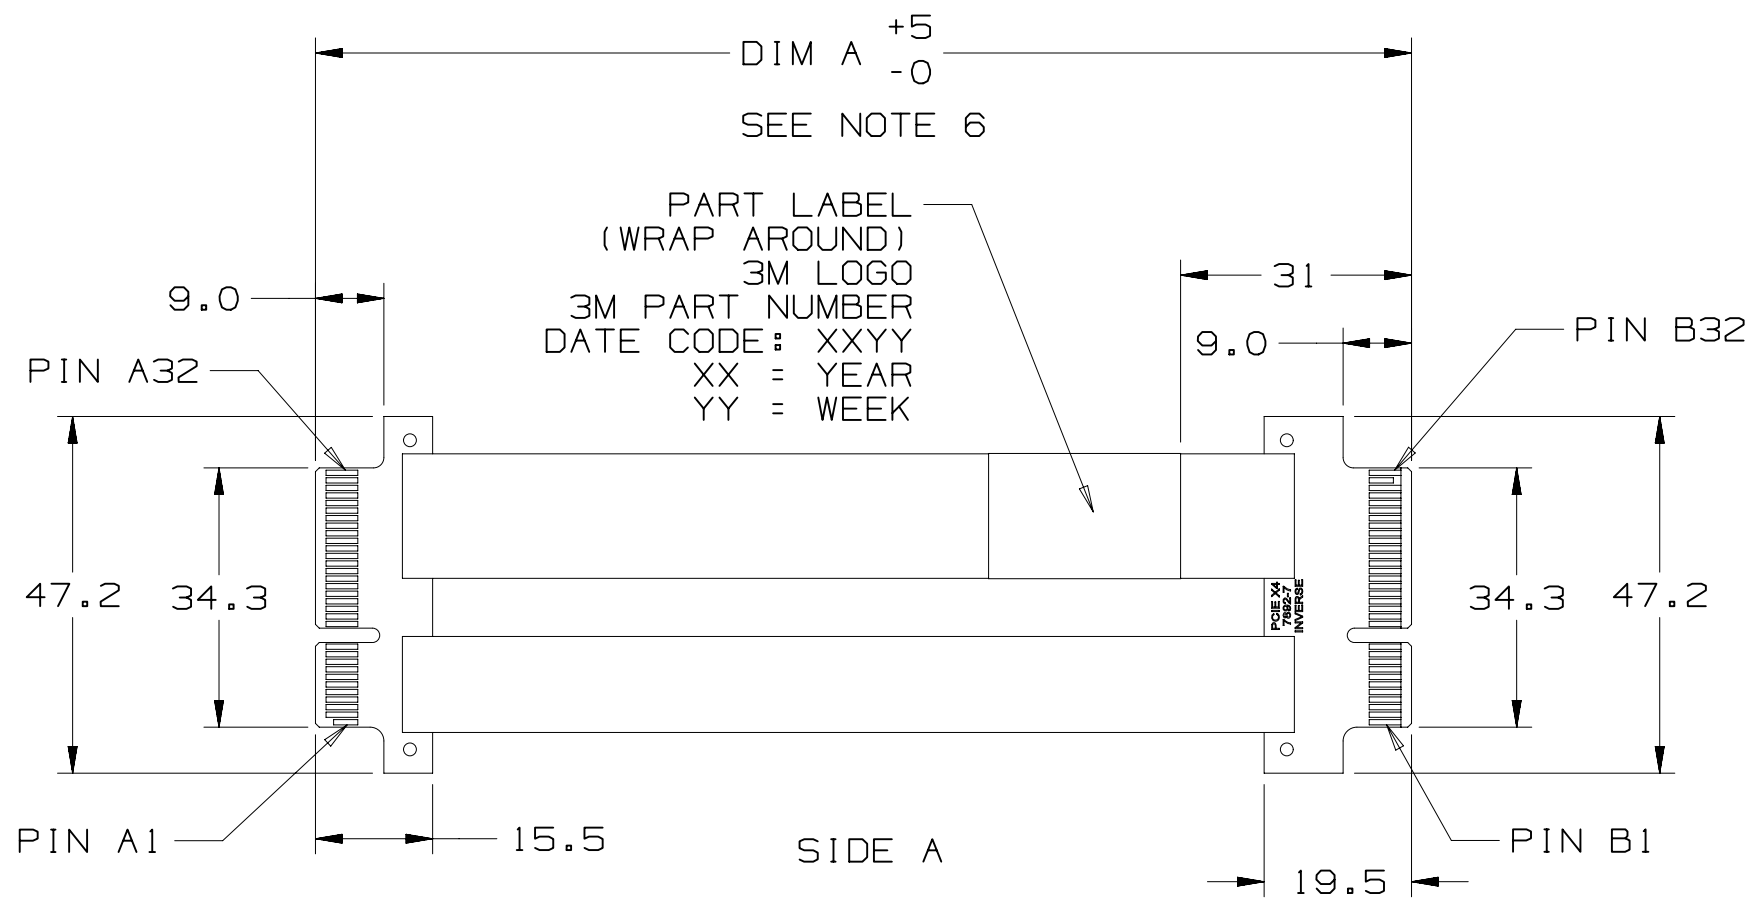 DIM A +5 -0
SEE NOTE 6
PART LABEL
(WRAP AROUND)
3M LOGO
3M PART NUMBER
DATE CODE: XXYY
XX = YEAR
YY = WEEK
31
9.0
9.0
PIN B32
PIN A32
47.2
34.3
PCIE X4
7892-7
INVERSE
34.3
47.2
PIN A1
15.5
SIDE A
PIN B1
19.5